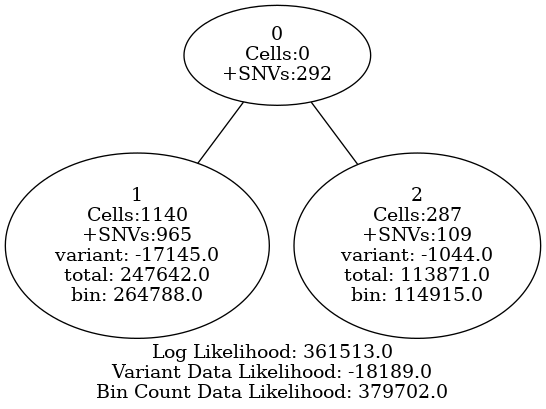 0
Cells:0
+SNVs:292
1
Cells:1140
+SNVs:965
variant: -17145.0
total: 247642.0
bin: 264788.0
2
Cells:287
+SNVs:109
variant: -1044.0
total: 113871.0
bin: 114915.0
Log Likelihood: 361513.0
Variant Data Likelihood: -18189.0
Bin Count Data Likelihood: 379702.0